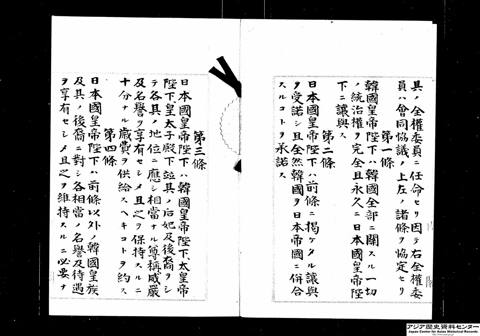 其ノ全權委員ニ任命セリ因テ右全權委
員ハ會同協議ノ上左ノ諸條ヲ協定セリ
第一條
韓國皇帝陛下ハ韓國全部ニ關スル一切
ノ統治權ヲ完全且永久ニ日本國皇帝陛
下ニ讓與ス
第二條
日本國皇帝陛下ハ前條ニ掲ケタル讓與
ヲ受諾シ且全然韓國ヲ日本帝國ニ併合
スルコトヲ承諾ス
第三條
日本國皇帝陛下ハ韓國皇帝陛下太皇帝
陛下皇太子殿下竝其ノ后妃及後裔ヲシ
テ各其ノ地位ニ應シ相當ナル尊稱威嚴
及名譽ヲ享有セシメ且之ヲ保持スルニ
十分ナル歳費ヲ供給スヘキコトヲ約ス
第四條
日本國皇帝陛下ハ前條以外ノ韓國皇族
及其ノ後裔ニ對シ各相當ノ名譽及待遇
ヲ享有セシメ且之ヲ維持スルニ必要ナ
アジア歴史資料センター
Japan Center for Asian Historical Records